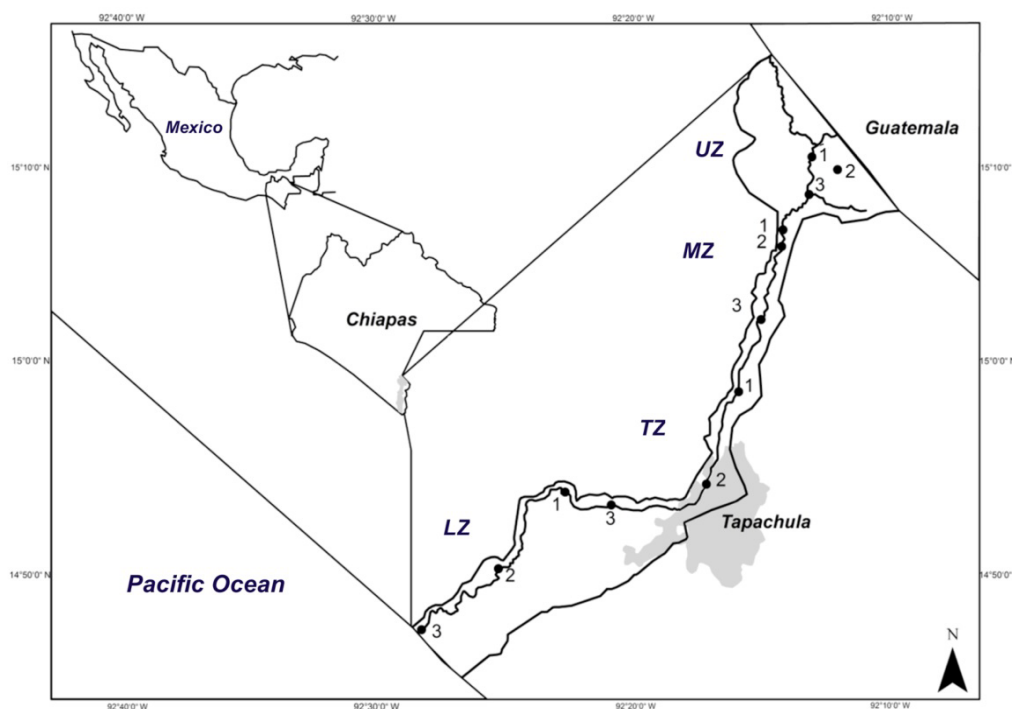 92°40'0" W
92°30'0" W
92°20'0" W
92°10'0" W
Mexico
Guatemala
UZ
1
2
15°10'0" N
15°10'0" N
3
1
2
MZ
3
Chiapas
15°0'0" N
15°0'0" N
1
TZ
2
1
3
Tapachula
LZ
2
14°50'0" N
14°50'0" N
Pacific Ocean
3
N
92°40'0" W
92°30'0" W
92°20'0" W
92°10'0" W